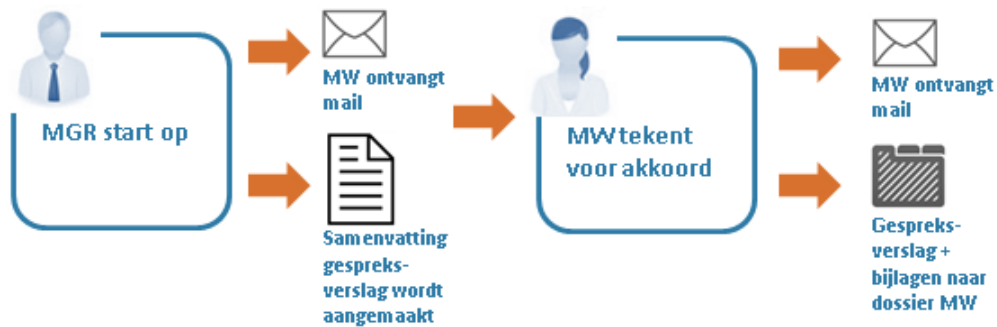 MGR start op
MW ontvangt
mail
Samenvatting
gespreks-
verslag wordt
aangemaakt
MW tekent
voor akkoord
MW ontvangt
mail
Gespreks-
verslag +
bijlagen naar
dossier MW